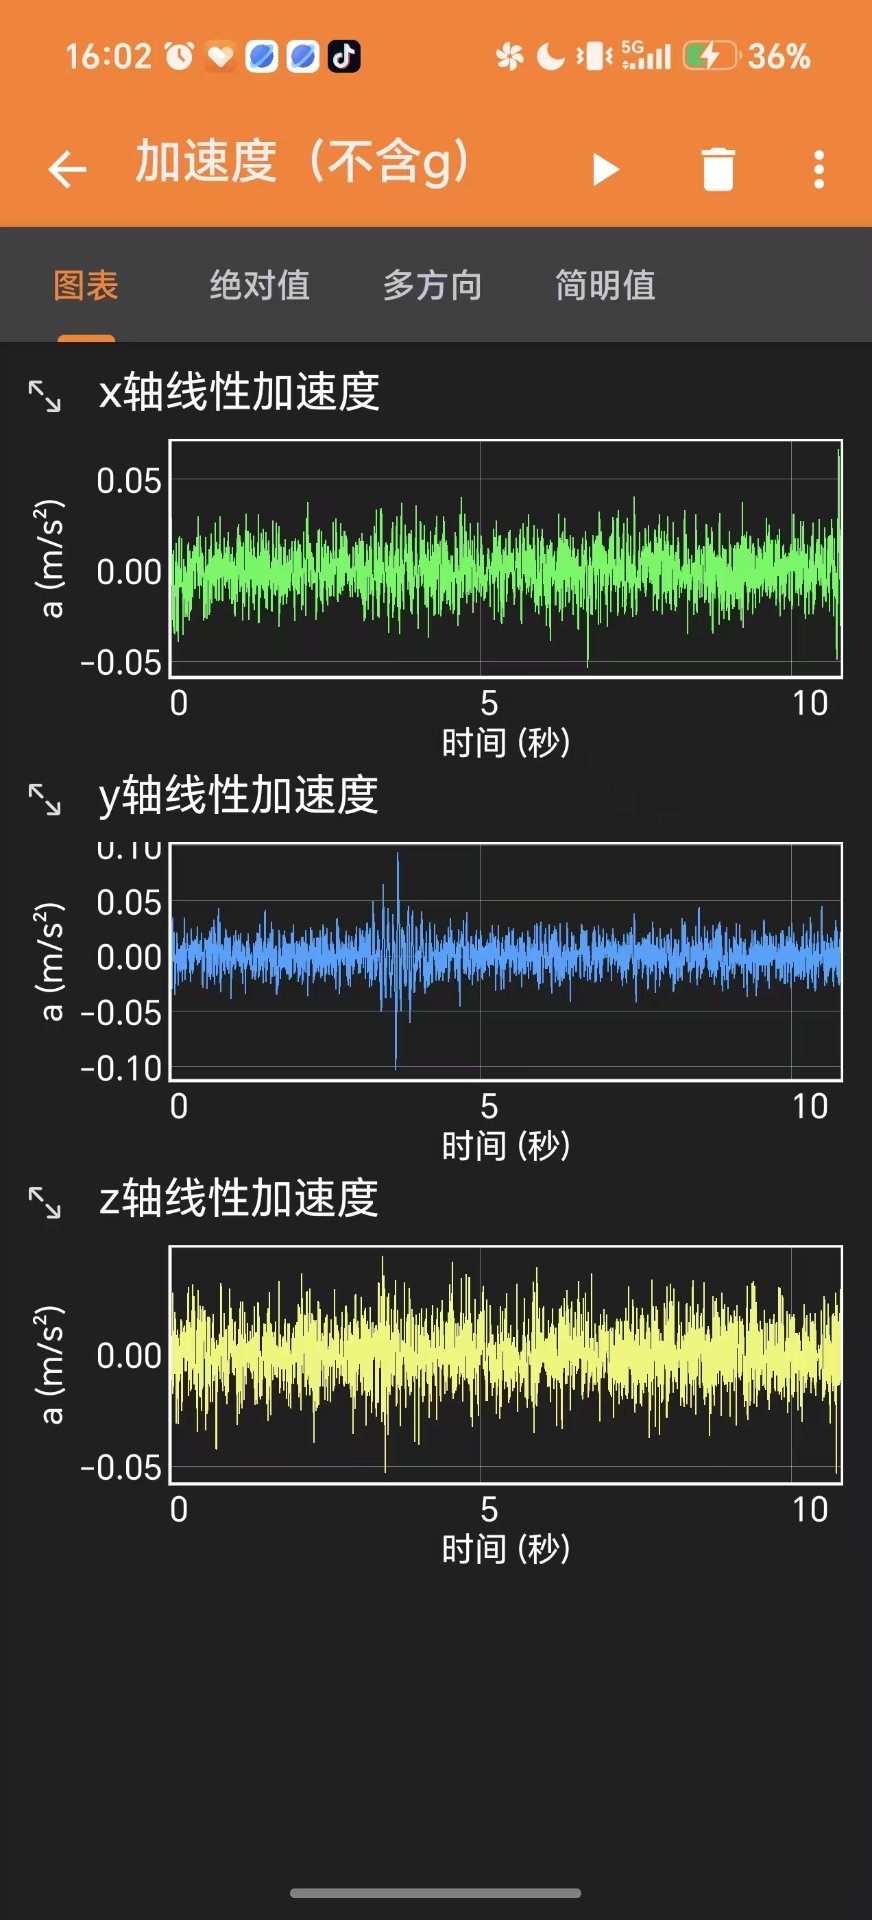 16:02
5G
36%
加速度（不含g）
图表 绝对值 多方向 简明值
x轴线性加速度
a (m/s²)
0.05
0.00
-0.05
0 5 10
时间 (秒)
y轴线性加速度
a (m/s²)
0.10
0.05
0.00
-0.05
-0.10
0 5 10
时间 (秒)
z轴线性加速度
a (m/s²)
0.00
-0.05
0 5 10
时间 (秒)